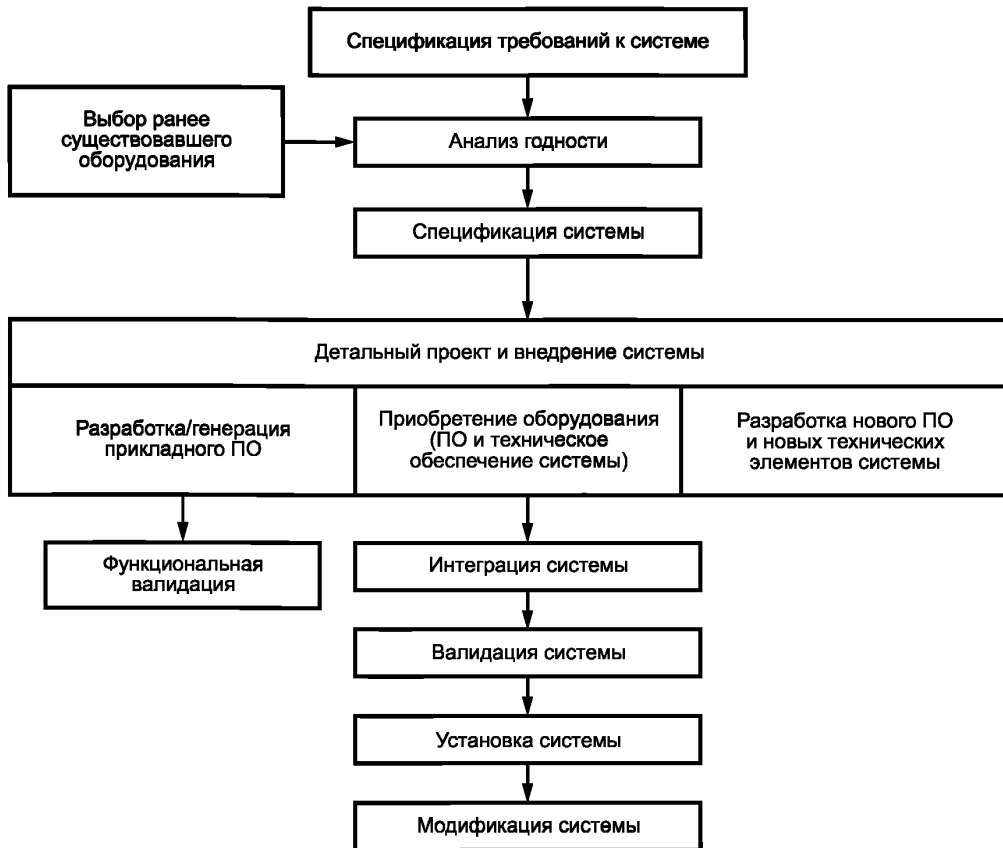 Спецификация требований к системе
Выбор ранее
существовавшего
оборудования
Анализ годности
Спецификация системы
Детальный проект и внедрение системы
Разработка/генерация
прикладного ПО
Приобретение оборудования
(ПО и техническое
обеспечение системы)
Разработка нового ПО
и новых технических
элементов системы
Функциональная
валидация
Интеграция системы
Валидация системы
Установка системы
Модификация системы